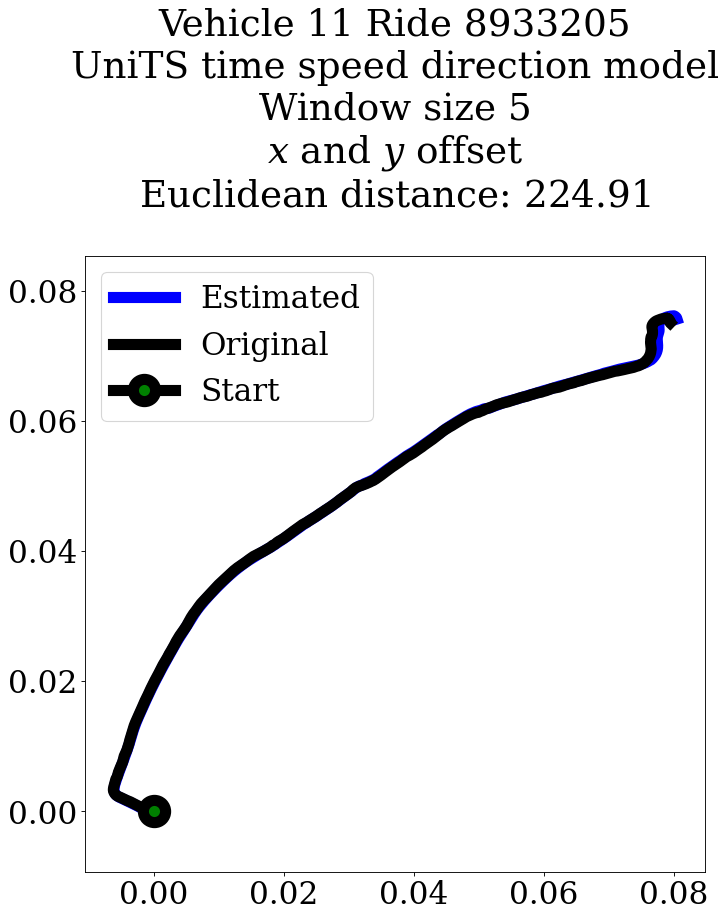 Vehicle 11 Ride 8933205
UniTS time speed direction model
Window size 5
x and y offset
Euclidean distance: 224.91
0.08
0.06
0.04
0.02
0.00
Estimated
Original
Start
0.00 0.02 0.04 0.06 0.08